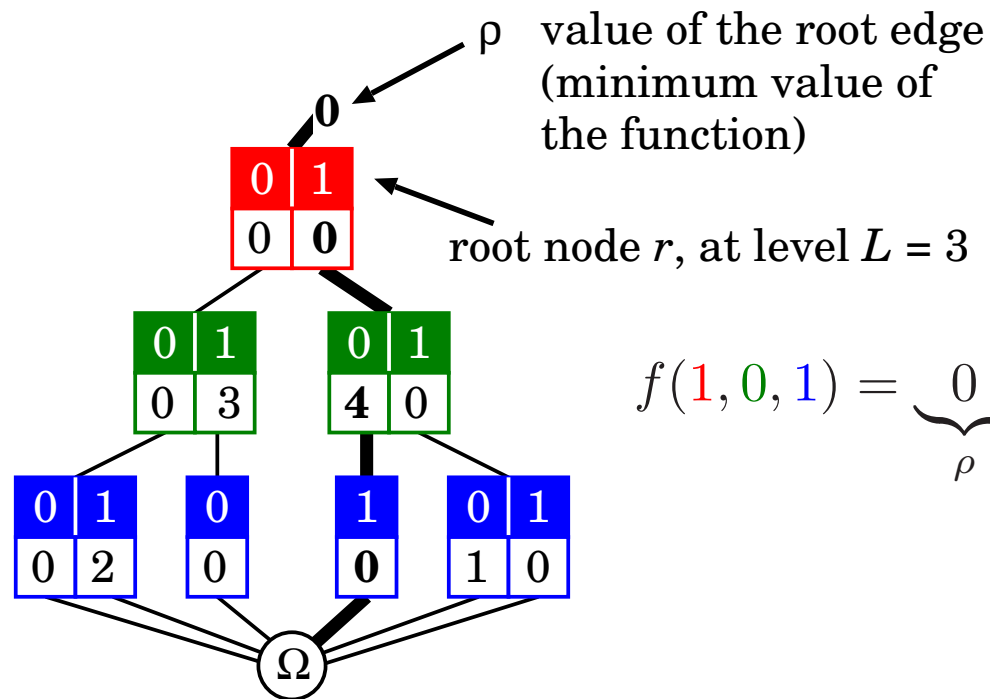 ρ value of the root edge
(minimum value of
the function)
0
0 1
0 0
root node r, at level L = 3
0 1
0 3
0 1
4 0
f(1, 0, 1) = 0
ρ
0 1
0 2
0
0
1
0
0 1
1 0
Ω